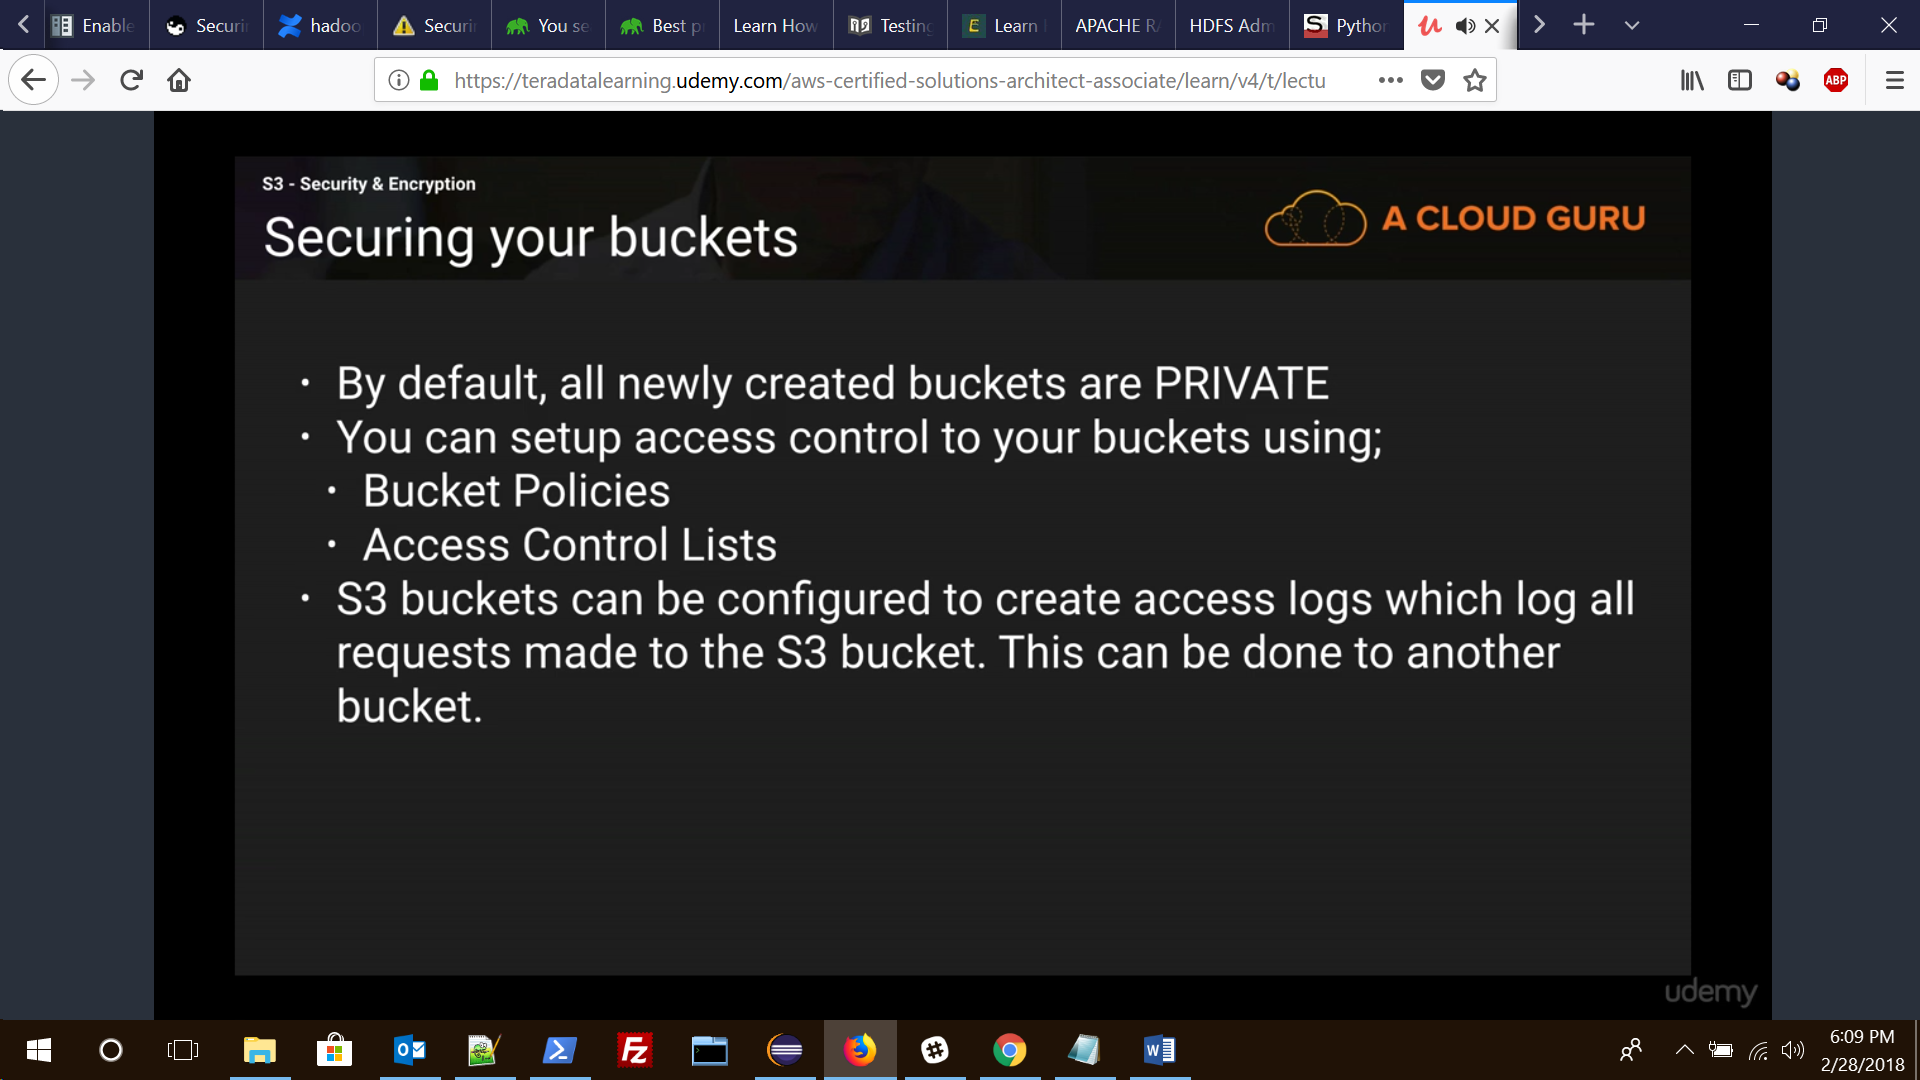 Enable
Securi
hadoo
Securi
You se
Best p
Learn How
Testing
Learn
APACHE R
HDFS Adm
Python
https://teradatalearning.udemy.com/aws-certified-solutions-architect-associate/learn/v4/t/lectu
ABP
S3 - Security & Encryption
Securing your buckets
A CLOUD GURU
• By default, all newly created buckets are PRIVATE
• You can setup access control to your buckets using;
• Bucket Policies
• Access Control Lists
• S3 buckets can be configured to create access logs which log all
requests made to the S3 bucket. This can be done to another
bucket.
udemy
6:09 PM
2/28/2018